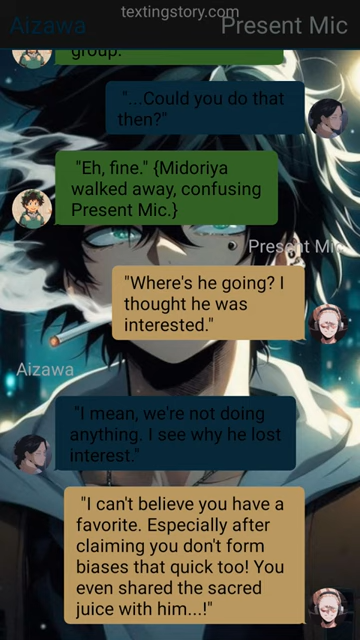 textingstory.com
Aizawa
Present Mic
group."
"...Could you do that
then?"
"Eh, fine." {Midoriya
walked away, confusing
Present Mic.}
Present Mic
"Where's he going? I
thought he was
interested."
Aizawa
"I mean, we're not doing
anything. I see why he lost
interest."
"I can't believe you have a
favorite. Especially after
claiming you don't form
biases that quick too! You
even shared the sacred
juice with him...!"